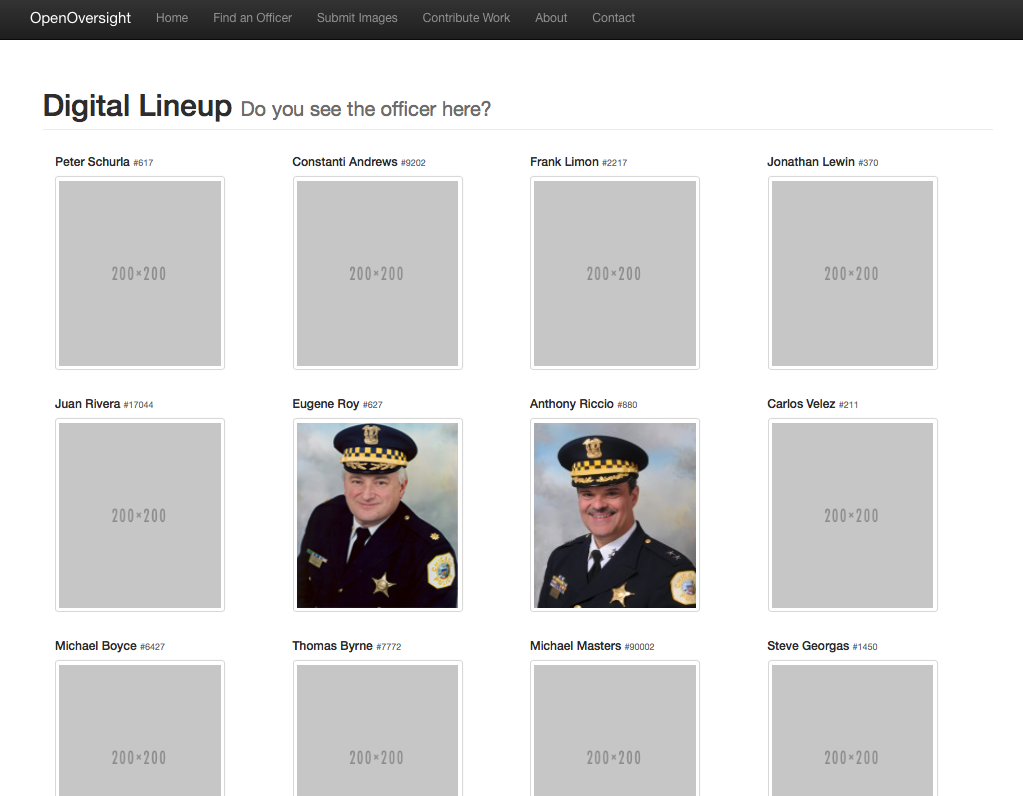 OpenOversight Home Find an Officer Submit Images Contribute Work About Contact
Digital Lineup Do you see the officer here?
Peter Schurla #617 Constanti Andrews #9202 Frank Limon #2217 Jonathan Lewin #370
200×200 200×200 200×200 200×200
Juan Rivera #17044 Eugene Roy #627 Anthony Riccio #880 Carlos Velez #211
200×200 200×200
Michael Boyce #6427 Thomas Byrne #7772 Michael Masters #90002 Steve Georgas #1450
200×200 200×200 200×200 200×200